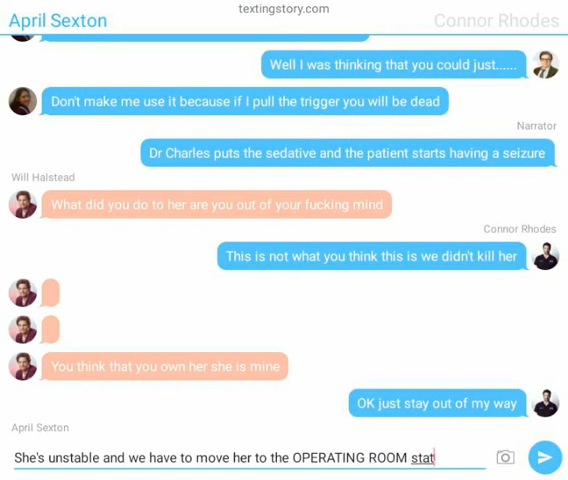 textingstory.com
April Sexton
Connor Rhodes
Well I was thinking that you could just......
Don't make me use it because if I pull the trigger you will be dead
Narrator
Dr Charles puts the sedative and the patient starts having a seizure
Will Halstead
What did you do to her are you out of your fucking mind
Connor Rhodes
This is not what you think this is we didn't kill her
You think that you own her she is mine
OK just stay out of my way
April Sexton
She's unstable and we have to move her to the OPERATING ROOM stat